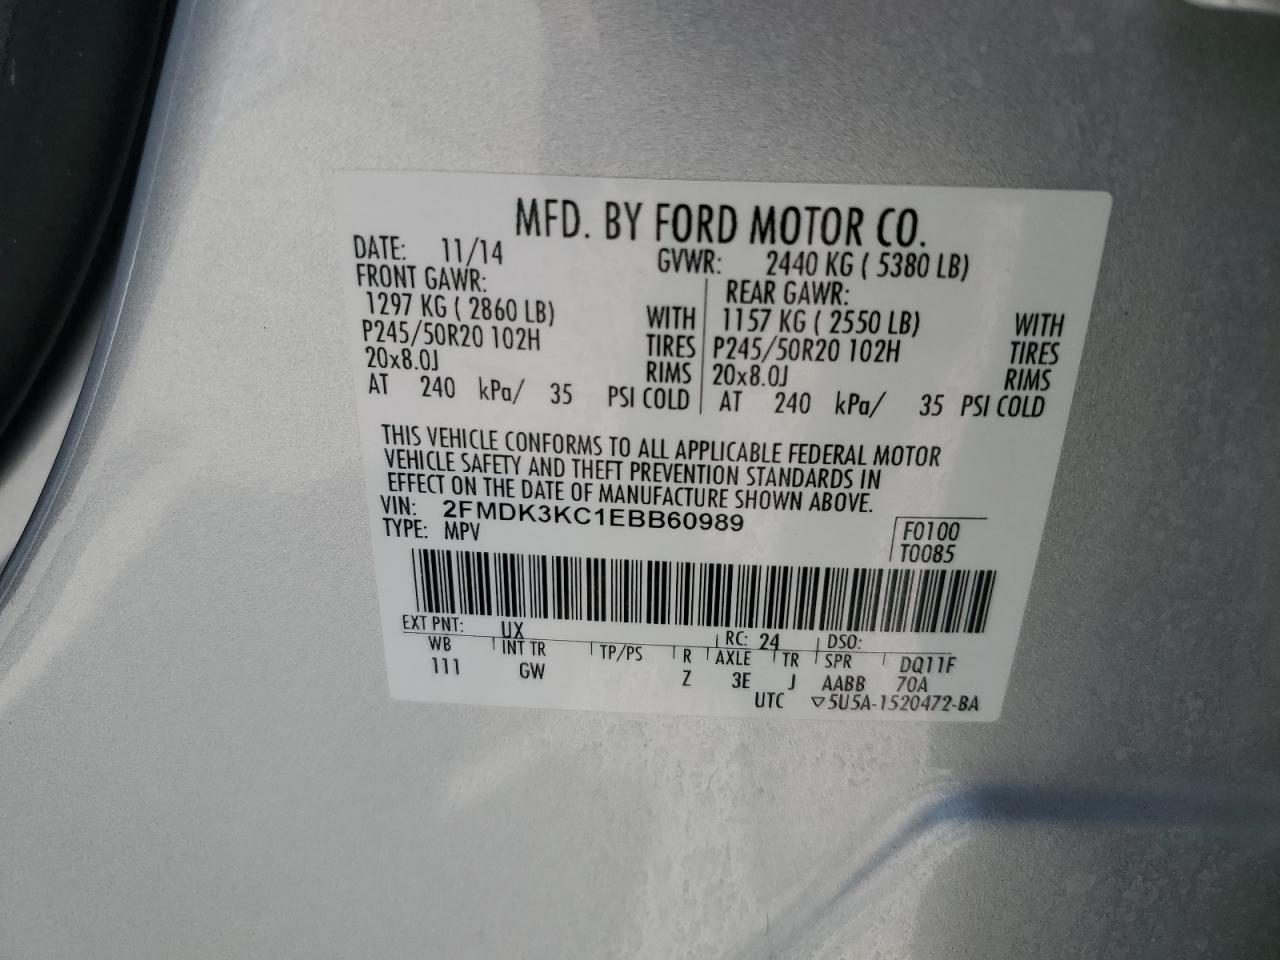 MFD. BY FORD MOTOR CO.
DATE: 11/14 GVWR: 2440 KG ( 5380 LB)
FRONT GAWR: REAR GAWR:
1297 KG ( 2860 LB) WITH 1157 KG ( 2550 LB) WITH
P245/50R20 102H TIRES P245/50R20 102H TIRES
20x8.0J RIMS 20x8.0J RIMS
AT 240 kPa/ 35 PSI COLD AT 240 kPa/ 35 PSI COLD
THIS VEHICLE CONFORMS TO ALL APPLICABLE FEDERAL MOTOR
VEHICLE SAFETY AND THEFT PREVENTION STANDARDS IN
EFFECT ON THE DATE OF MANUFACTURE SHOWN ABOVE.
VIN: 2FMDK3KC1EBB60989 F0100
TYPE: MPV T0085
EXT PNT: UX RC: 24 DSO:
WB INT TR TP/PS R AXLE TR SPR DQ11F
111 GW Z 3E J AABB 70A
UTC ▽5U5A-1520472-BA